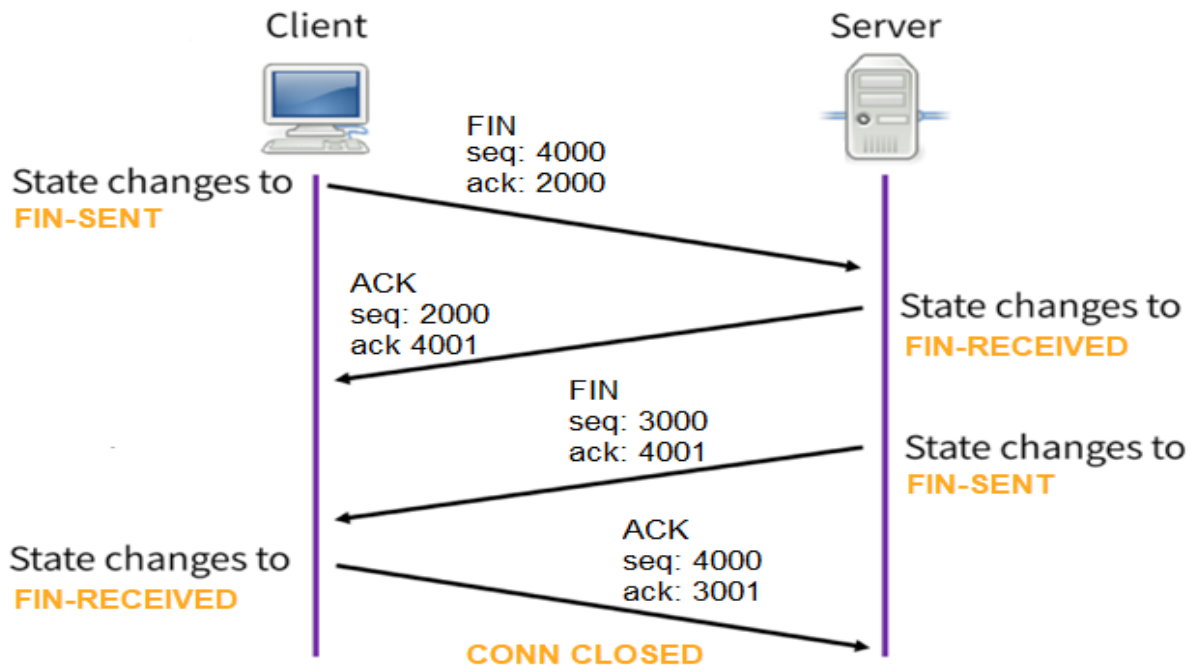 Client
Server
FIN
seq: 4000
ack: 2000
State changes to
FIN-SENT
ACK
seq: 2000
ack 4001
State changes to
FIN-RECEIVED
FIN
seq: 3000
ack: 4001
State changes to
FIN-SENT
ACK
seq: 4000
ack: 3001
State changes to
FIN-RECEIVED
CONN CLOSED